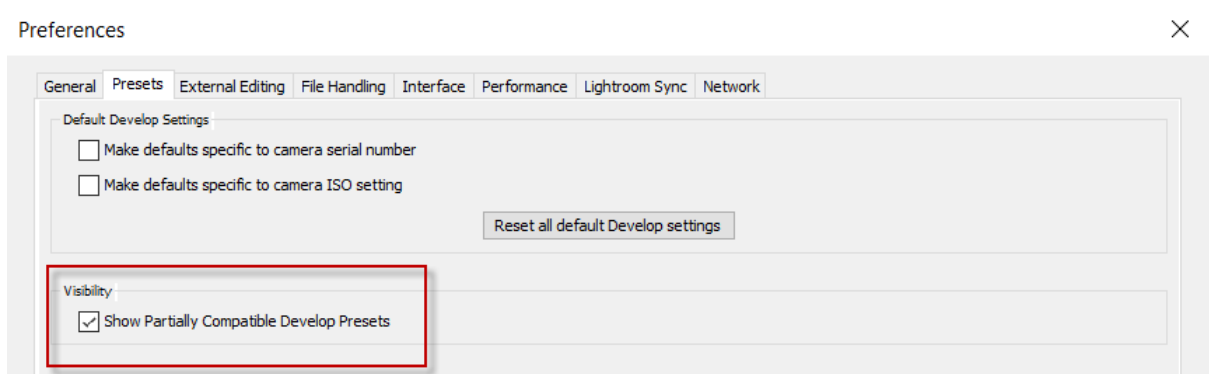 Preferences
General Presets External Editing File Handling Interface Performance Lightroom Sync Network
Default Develop Settings
Make defaults specific to camera serial number
Make defaults specific to camera ISO setting
Reset all default Develop settings
Visibility
Show Partially Compatible Develop Presets